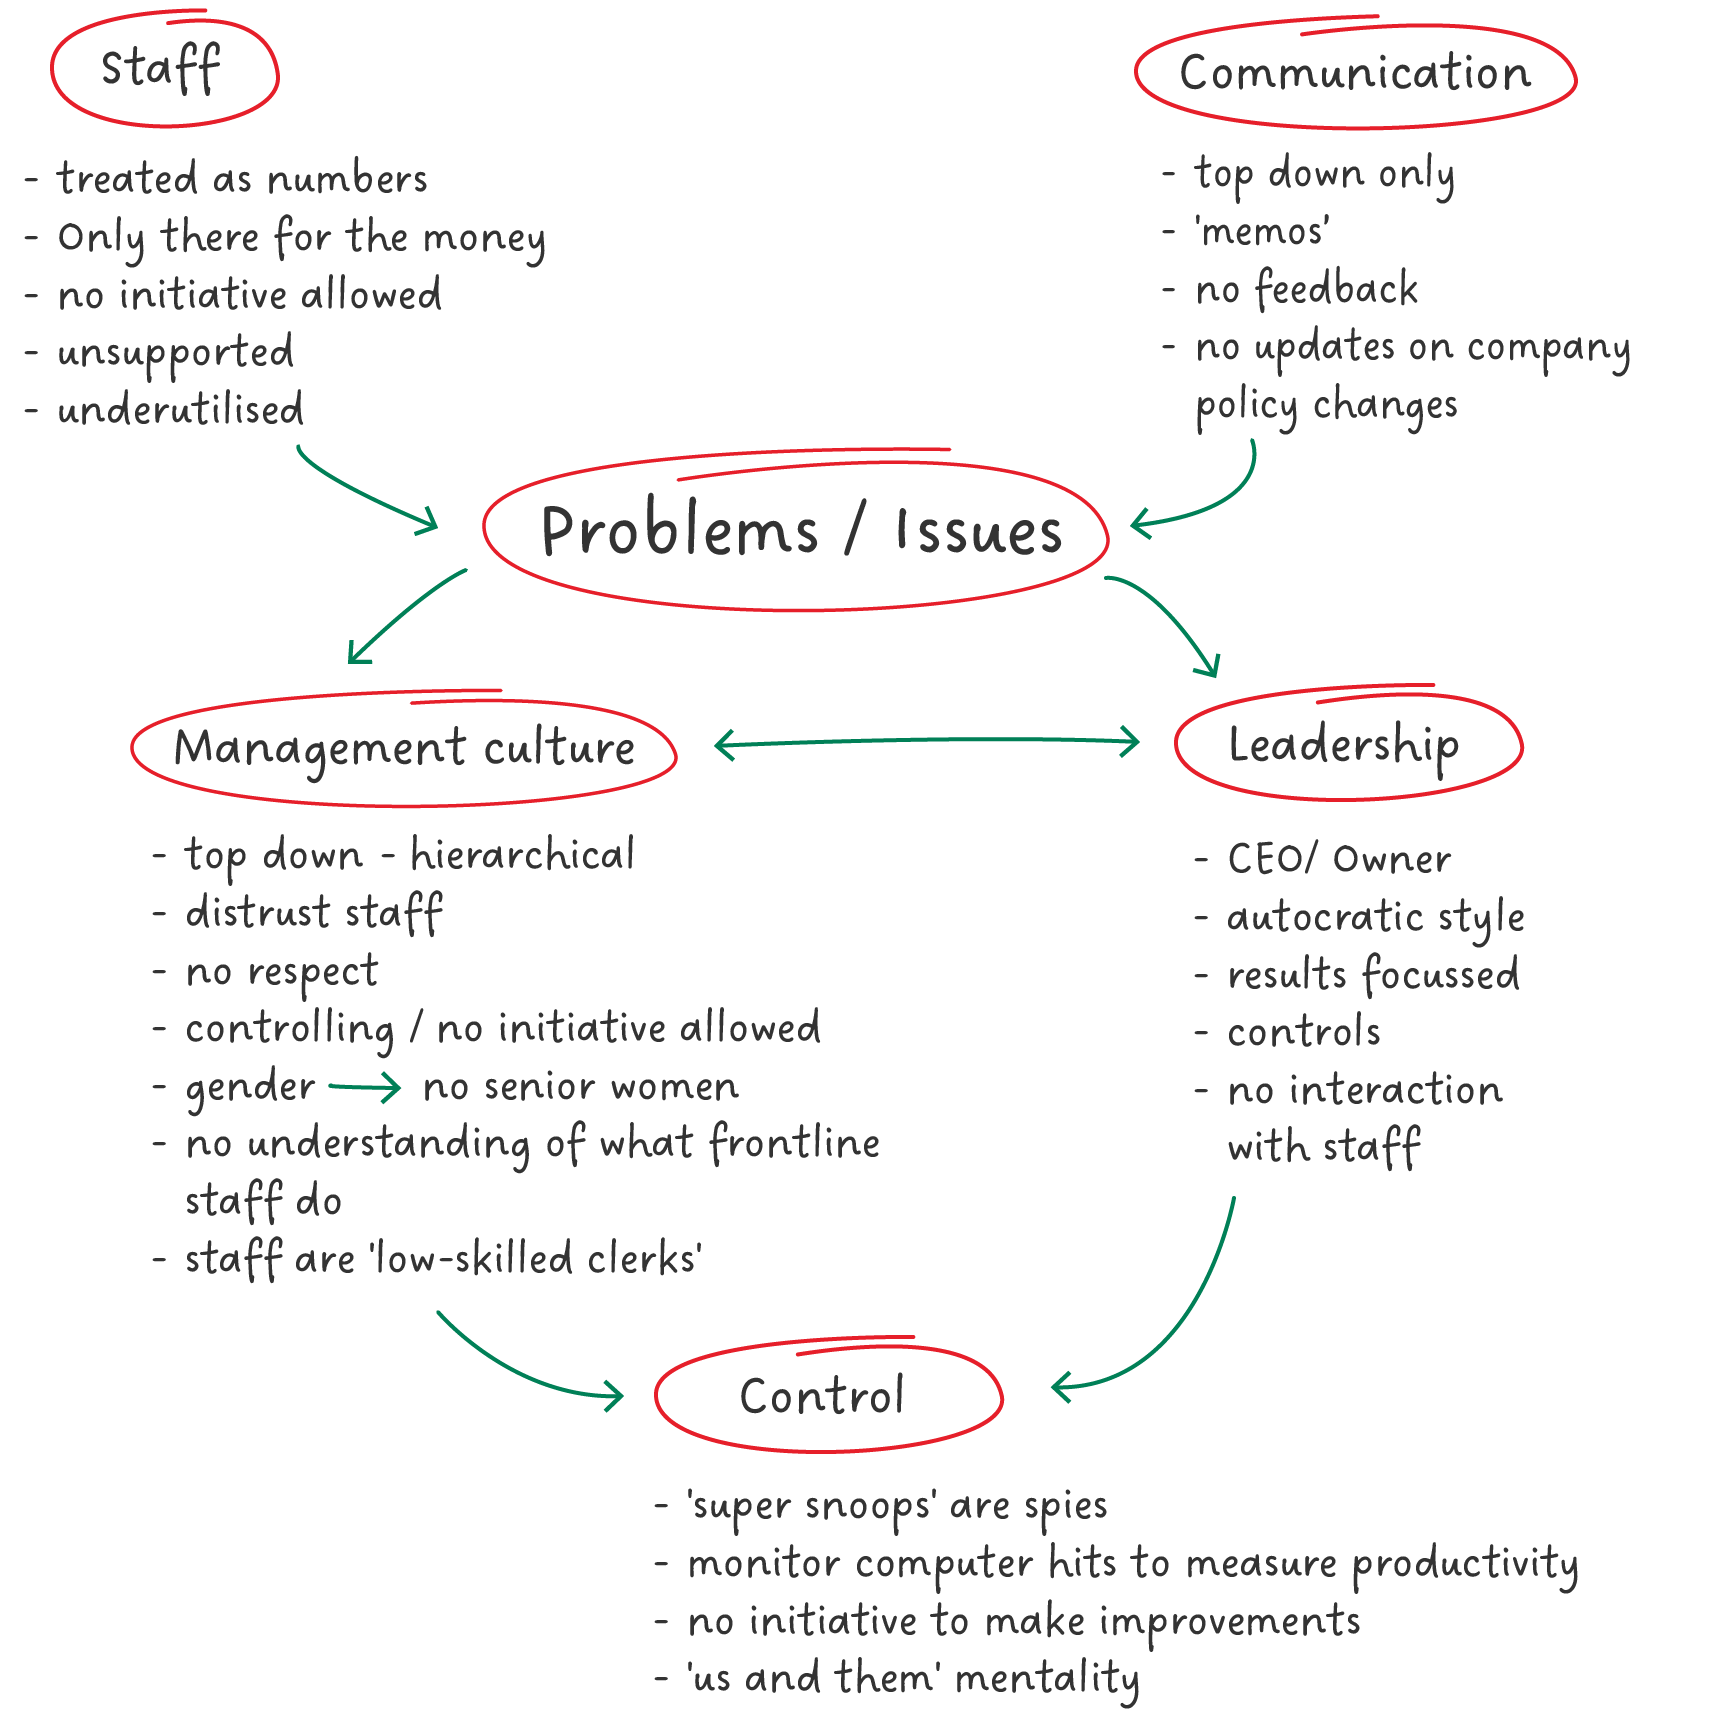 Staff
- treated as numbers
- Only there for the money
- no initiative allowed
- unsupported
- underutilised
Communication
- top down only
- 'memos'
- no feedback
- no updates on company
policy changes
Problems / Issues
Management culture
- top down - hierarchical
- distrust staff
- no respect
- controlling / no initiative allowed
- gender → no senior women
- no understanding of what frontline
staff do
- staff are 'low-skilled clerks'
Leadership
- CEO/ Owner
- autocratic style
- results focussed
- controls
- no interaction
with staff
Control
- 'super snoops' are spies
- monitor computer hits to measure productivity
- no initiative to make improvements
- 'us and them' mentality